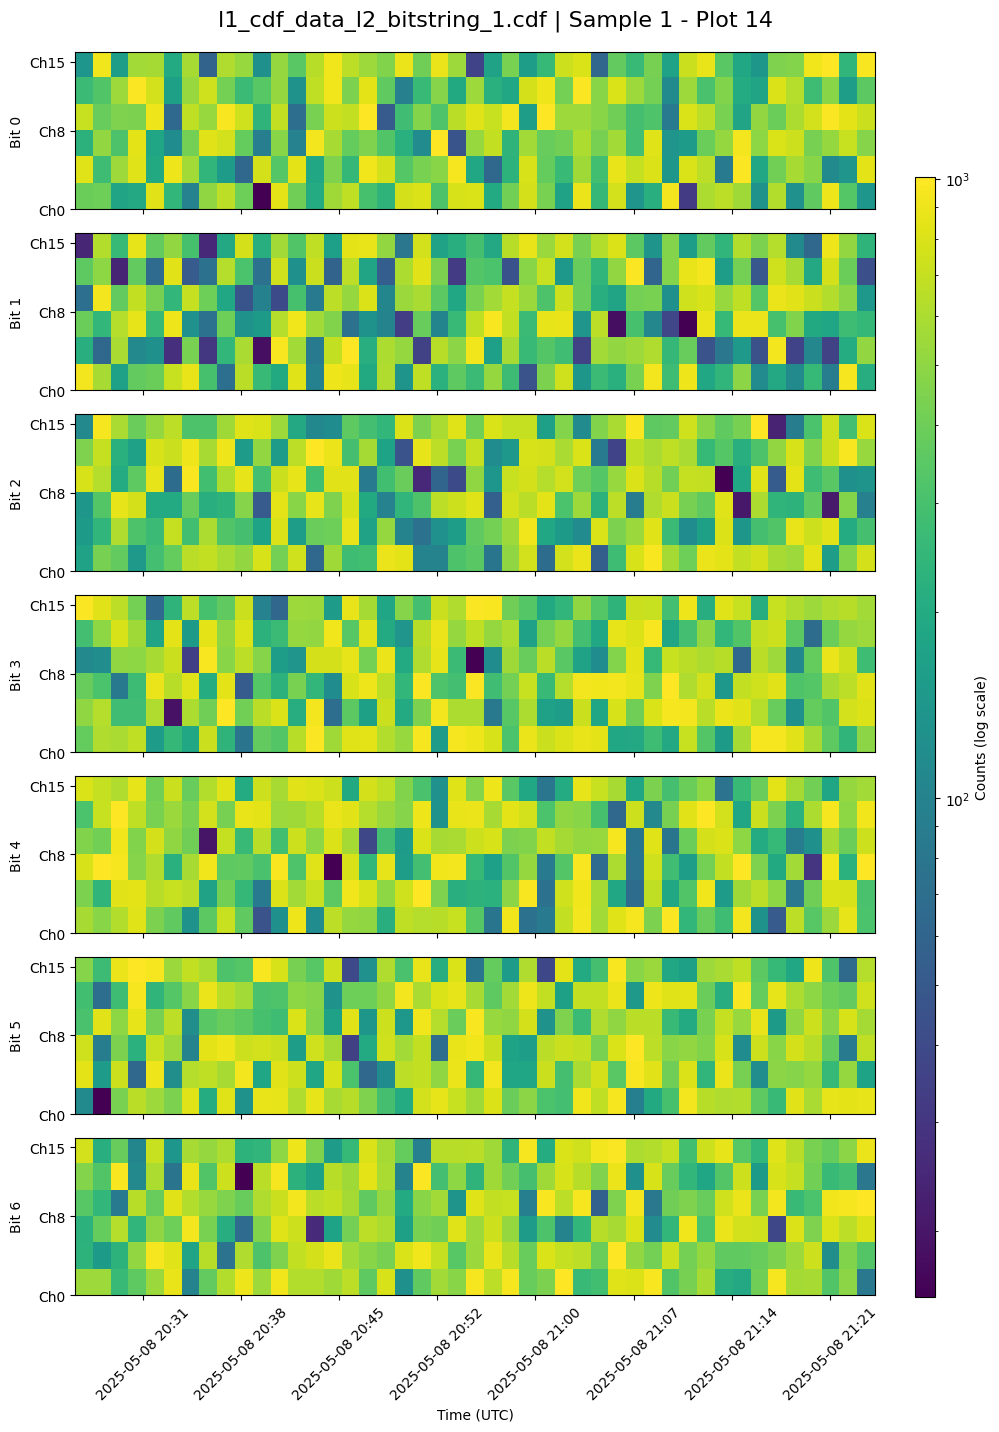 l1_cdf_data_l2_bitstring_1.cdf | Sample 1 - Plot 14
Bit 0
Ch15
Ch8
Ch0
Bit 1
Ch15
Ch8
Ch0
Bit 2
Ch15
Ch8
Ch0
Bit 3
Ch15
Ch8
Ch0
Bit 4
Ch15
Ch8
Ch0
Bit 5
Ch15
Ch8
Ch0
Bit 6
Ch15
Ch8
Ch0
2025-05-08 20:31
2025-05-08 20:38
2025-05-08 20:45
2025-05-08 20:52
2025-05-08 21:00
2025-05-08 21:07
2025-05-08 21:14
2025-05-08 21:21
Time (UTC)
10³
10²
Counts (log scale)